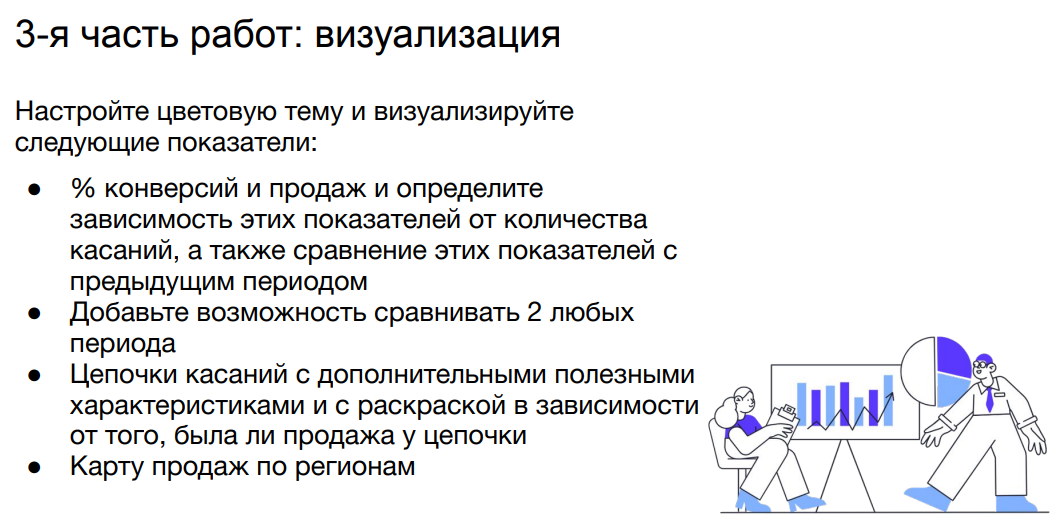 3-я часть работ: визуализация
Настройте цветовую тему и визуализируйте
следующие показатели:
● % конверсий и продаж и определите
зависимость этих показателей от количества
касаний, а также сравнение этих показателей с
предыдущим периодом
● Добавьте возможность сравнивать 2 любых
периода
● Цепочки касаний с дополнительными полезными
характеристиками и с раскраской в зависимости
от того, была ли продажа у цепочки
● Карту продаж по регионам